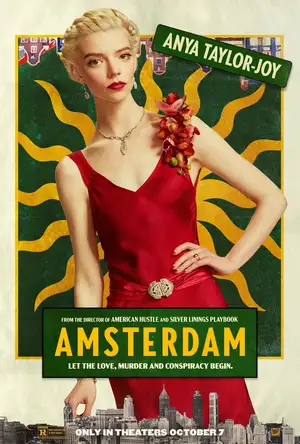 ANYA TAYLOR-JOY
FROM THE DIRECTOR OF AMERICAN HUSTLE AND SILVER LININGS PLAYBOOK
AMSTERDAM
LET THE LOVE, MURDER AND CONSPIRACY BEGIN.
R
ONLY IN THEATERS OCTOBER 7